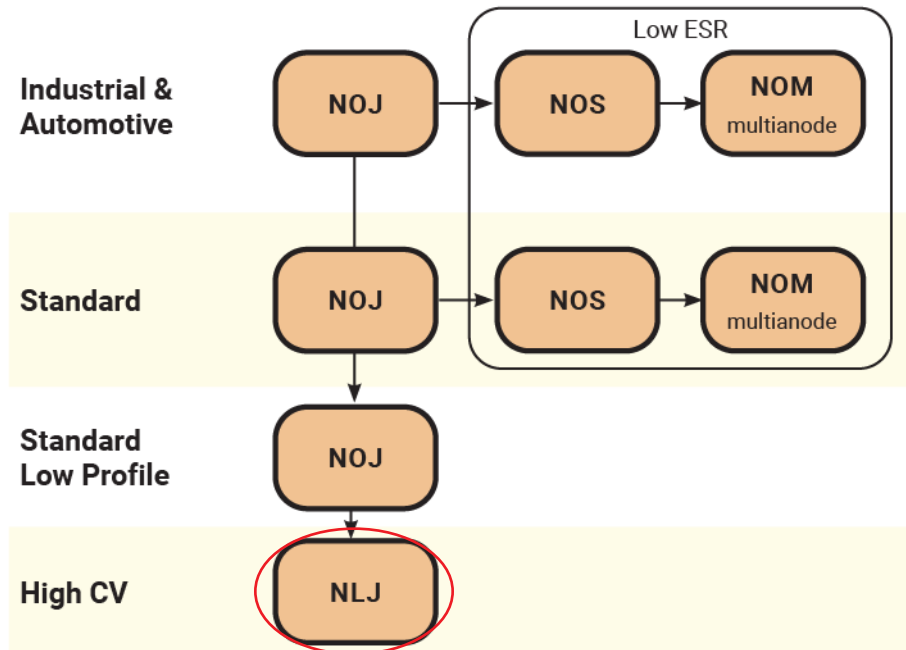 Low ESR
Industrial &
Automotive
NOJ
NOS
NOM
multianode
Standard
NOJ
NOS
NOM
multianode
Standard
Low Profile
NOJ
High CV
NLJ